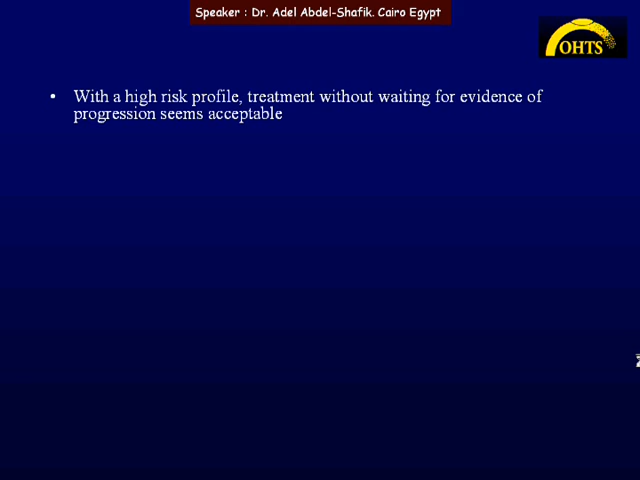 Speaker : Dr. Adel Abdel-Shafik. Cairo Egypt
OHTS
• With a high risk profile, treatment without waiting for evidence of
progression seems acceptable